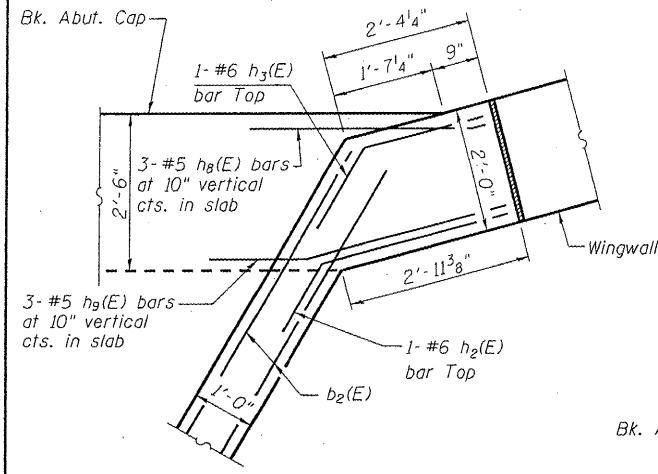 Bk. Abut. Cap
2'-4¼"
1'-7¼"
9"
1- #6 h₃(E)
bar Top
3- #5 h₈(E) bars
at 10" vertical
cts. in slab
2'-6"
2'-0"
Wingwall
2'-11⅜"
3- #5 h₉(E) bars
at 10" vertical
cts. in slab
1- #6 h₂(E)
bar Top
b₂(E)
1'-0"
Bk.